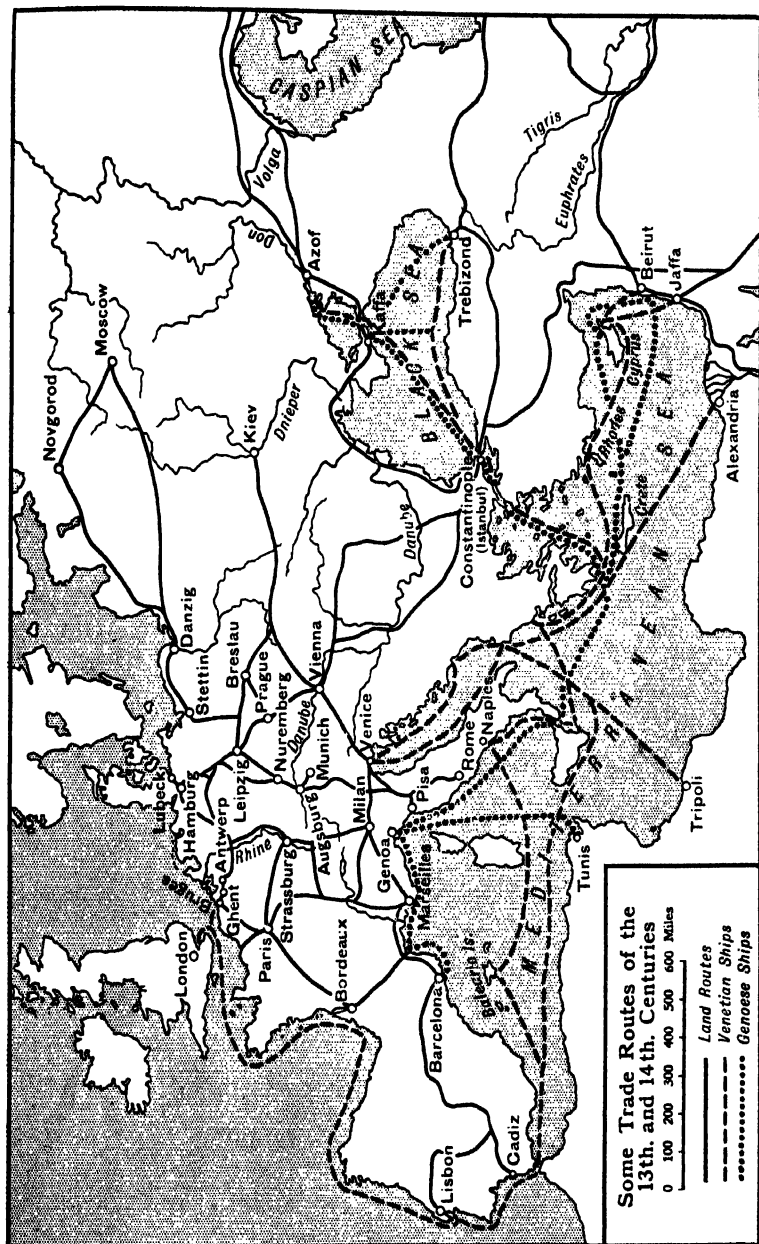 Some Trade Routes of the
13th. and 14th. Centuries
0 100 200 300 400 500 600 Miles
Land Routes
Venetian Ships
Genoese Ships
London
Bruges
Ghent
Antwerp
Lubeck
Hamburg
Stettin
Danzig
Novgorod
Moscow
Paris
Rhine
Strassburg
Leipzig
Breslau
Prague
Nuremberg
Danube
Augsburg
Munich
Vienna
Kiev
Dnieper
Don
Volga
CASPIAN SEA
Azof
Kaffa
BLACK SEA
Trebizond
Danube
Constantinople
(Istanbul)
Bordeaux
Milan
Venice
Genoa
Marseilles
Pisa
Rome
Naples
Barcelona
Balearic Is.
Lisbon
Cadiz
MEDITERRANEAN SEA
Tunis
Tripoli
Crete
Rhodes
Cyprus
Tigris
Euphrates
Beirut
Jaffa
Alexandria